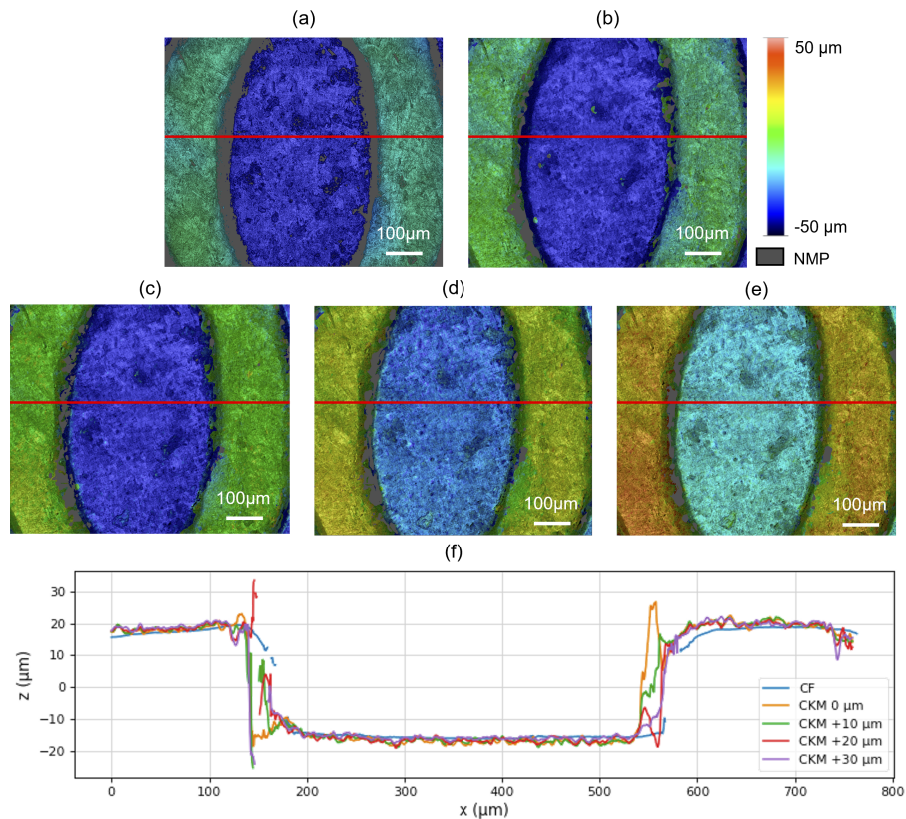 (a)
(b)
100µm
100µm
50 µm
-50 µm
NMP
(c)
(d)
(e)
100µm
100µm
100µm
(f)
z (µm)
30
20
10
0
−10
−20
0
100
200
300
400
500
600
700
800
x (µm)
CF
CKM 0 µm
CKM +10 µm
CKM +20 µm
CKM +30 µm